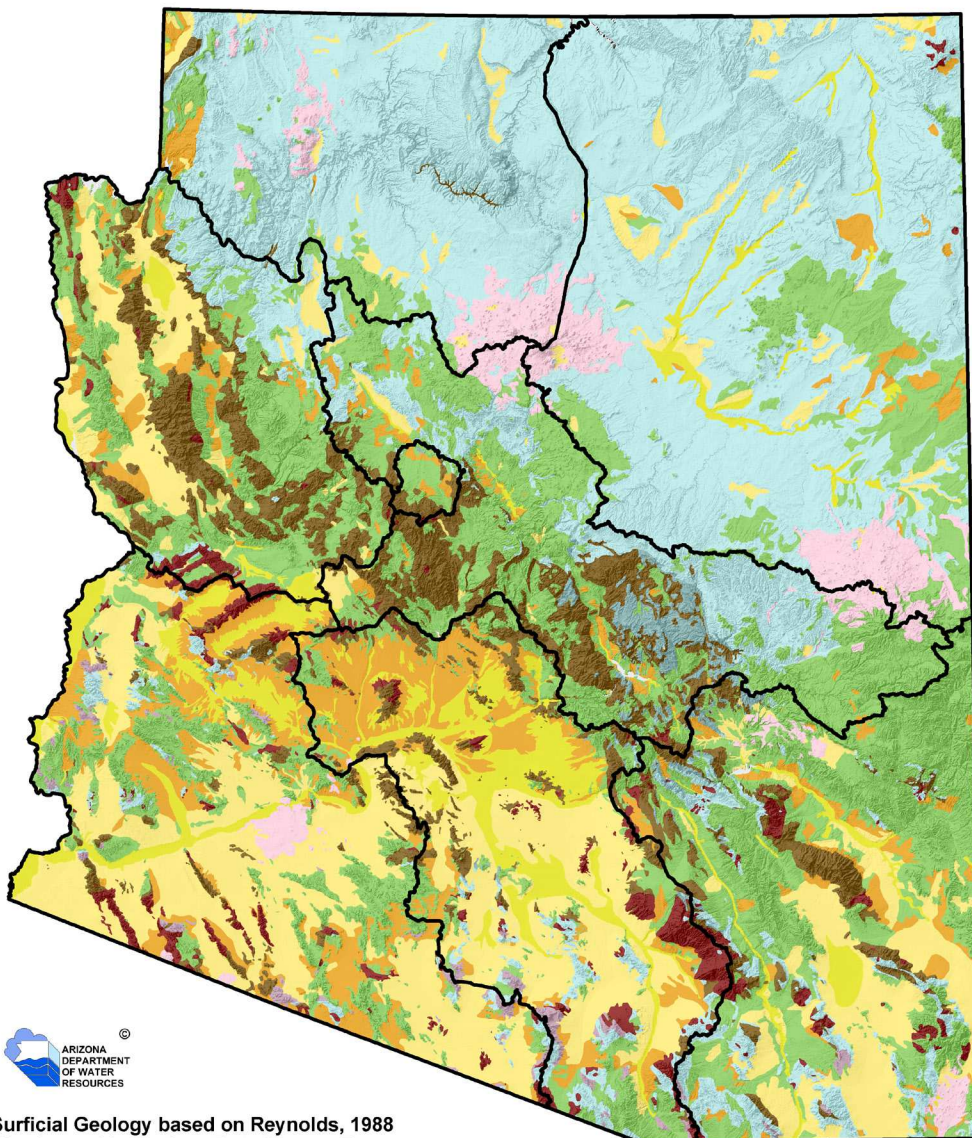 ©
ARIZONA
DEPARTMENT
OF WATER
RESOURCES
Surficial Geology based on Reynolds, 1988